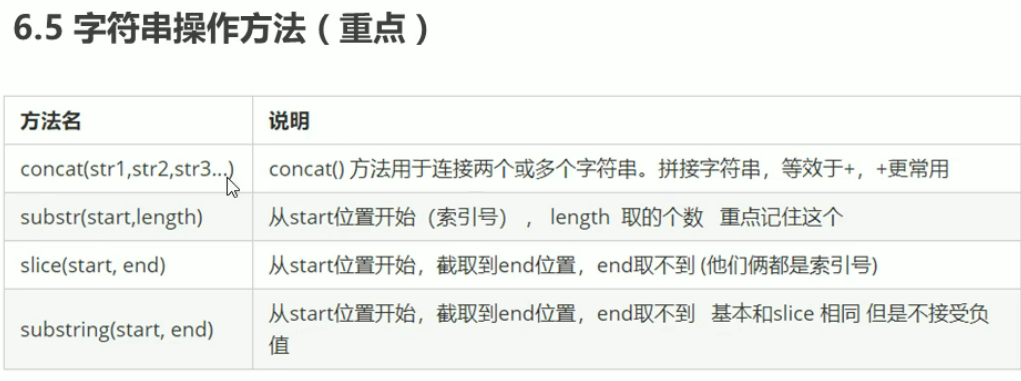 6.5 字符串操作方法（重点）
方法名 说明
concat(str1,str2,str3...) concat() 方法用于连接两个或多个字符串。拼接字符串，等效于+，+更常用
substr(start,length) 从start位置开始（索引号）， length 取的个数 重点记住这个
slice(start, end) 从start位置开始，截取到end位置，end取不到 (他们俩都是索引号)
substring(start, end) 从start位置开始，截取到end位置，end取不到 基本和slice 相同 但是不接受负
值